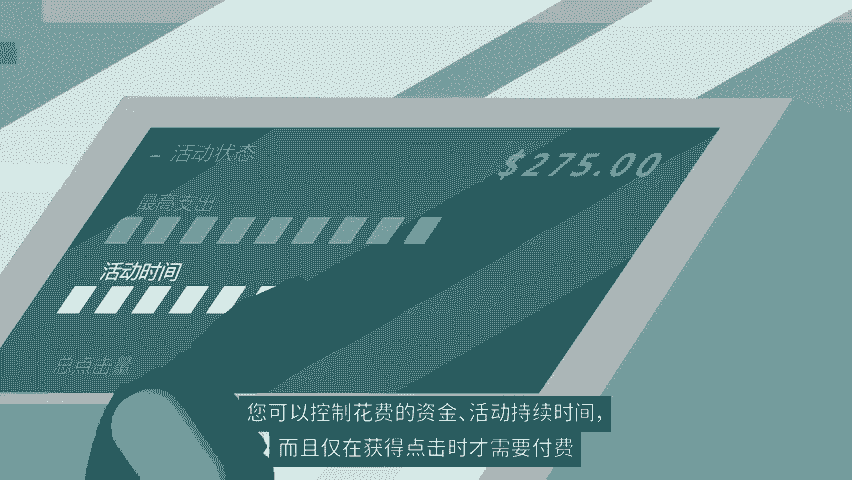 – 活动状态
$275.00
最高支出
活动时间
总点击量
您可以控制花费的资金、活动持续时间,
而且仅在获得点击时才需要付费